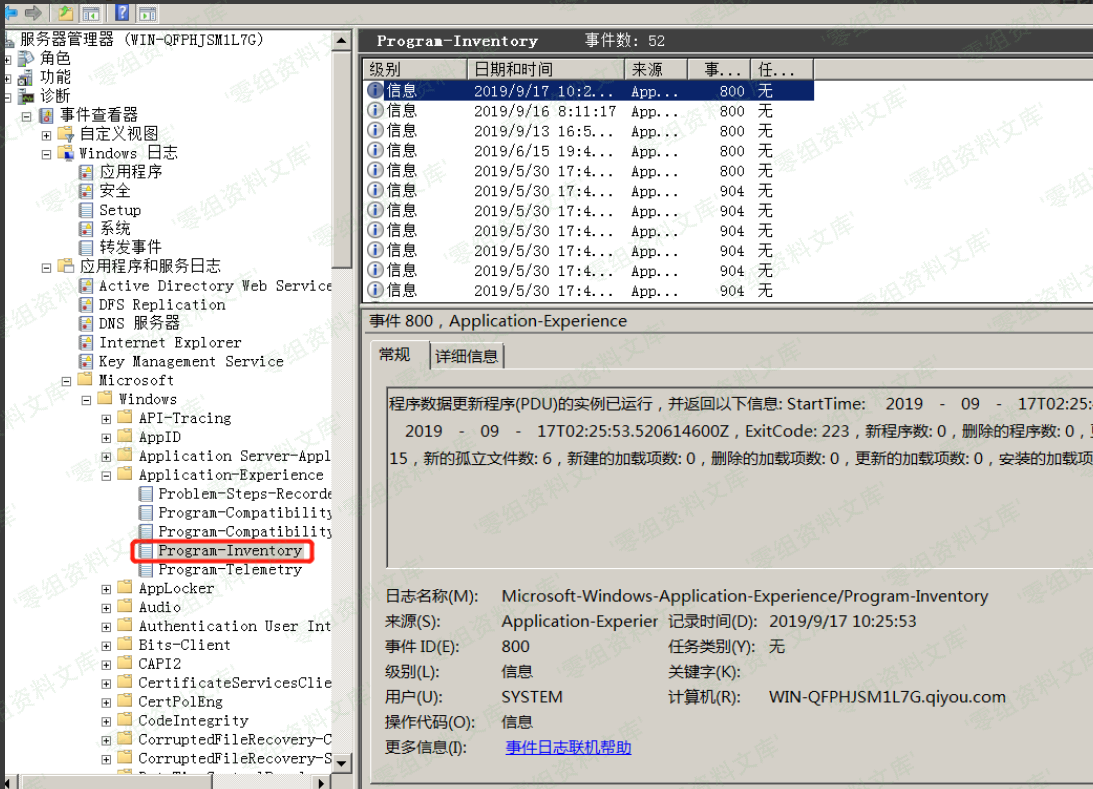 服务器管理器 (WIN-QFPHJSM1L7G)
角色
功能
诊断
事件查看器
自定义视图
Windows 日志
应用程序
安全
Setup
系统
转发事件
应用程序和服务日志
Active Directory Web Service
DFS Replication
DNS 服务器
Internet Explorer
Key Management Service
Microsoft
Windows
API-Tracing
AppID
Application Server-Appl
Application-Experience
Problem-Steps-Recorde
Program-Compatibility
Program-Compatibility
Program-Inventory
Program-Telemetry
AppLocker
Audio
Authentication User Int
Bits-Client
CAPI2
CertificateServicesClie
CertPolEng
CodeIntegrity
CorruptedFileRecovery-C
CorruptedFileRecovery-S
Program-Inventory 事件数: 52
级别 日期和时间 来源 事... 任...
信息 2019/9/17 10:2... App... 800 无
信息 2019/9/16 8:11:17 App... 800 无
信息 2019/9/13 16:5... App... 800 无
信息 2019/6/15 19:4... App... 800 无
信息 2019/5/30 17:4... App... 800 无
信息 2019/5/30 17:4... App... 904 无
信息 2019/5/30 17:4... App... 904 无
信息 2019/5/30 17:4... App... 904 无
信息 2019/5/30 17:4... App... 904 无
信息 2019/5/30 17:4... App... 904 无
信息 2019/5/30 17:4... App... 904 无
事件 800，Application-Experience
常规 详细信息
程序数据更新程序(PDU)的实例已运行，并返回以下信息: StartTime: 2019 - 09 - 17T02:25:
2019 - 09 - 17T02:25:53.520614600Z，ExitCode: 223，新程序数: 0，删除的程序数: 0，
15，新的孤立文件数: 6，新建的加载项数: 0，删除的加载项数: 0，更新的加载项数: 0，安装的加载项
日志名称(M): Microsoft-Windows-Application-Experience/Program-Inventory
来源(S): Application-Experier 记录时间(D): 2019/9/17 10:25:53
事件 ID(E): 800 任务类别(Y): 无
级别(L): 信息 关键字(K):
用户(U): SYSTEM 计算机(R): WIN-QFPHJSM1L7G.qiyou.com
操作代码(O): 信息
更多信息(I): 事件日志联机帮助
零组资料文库